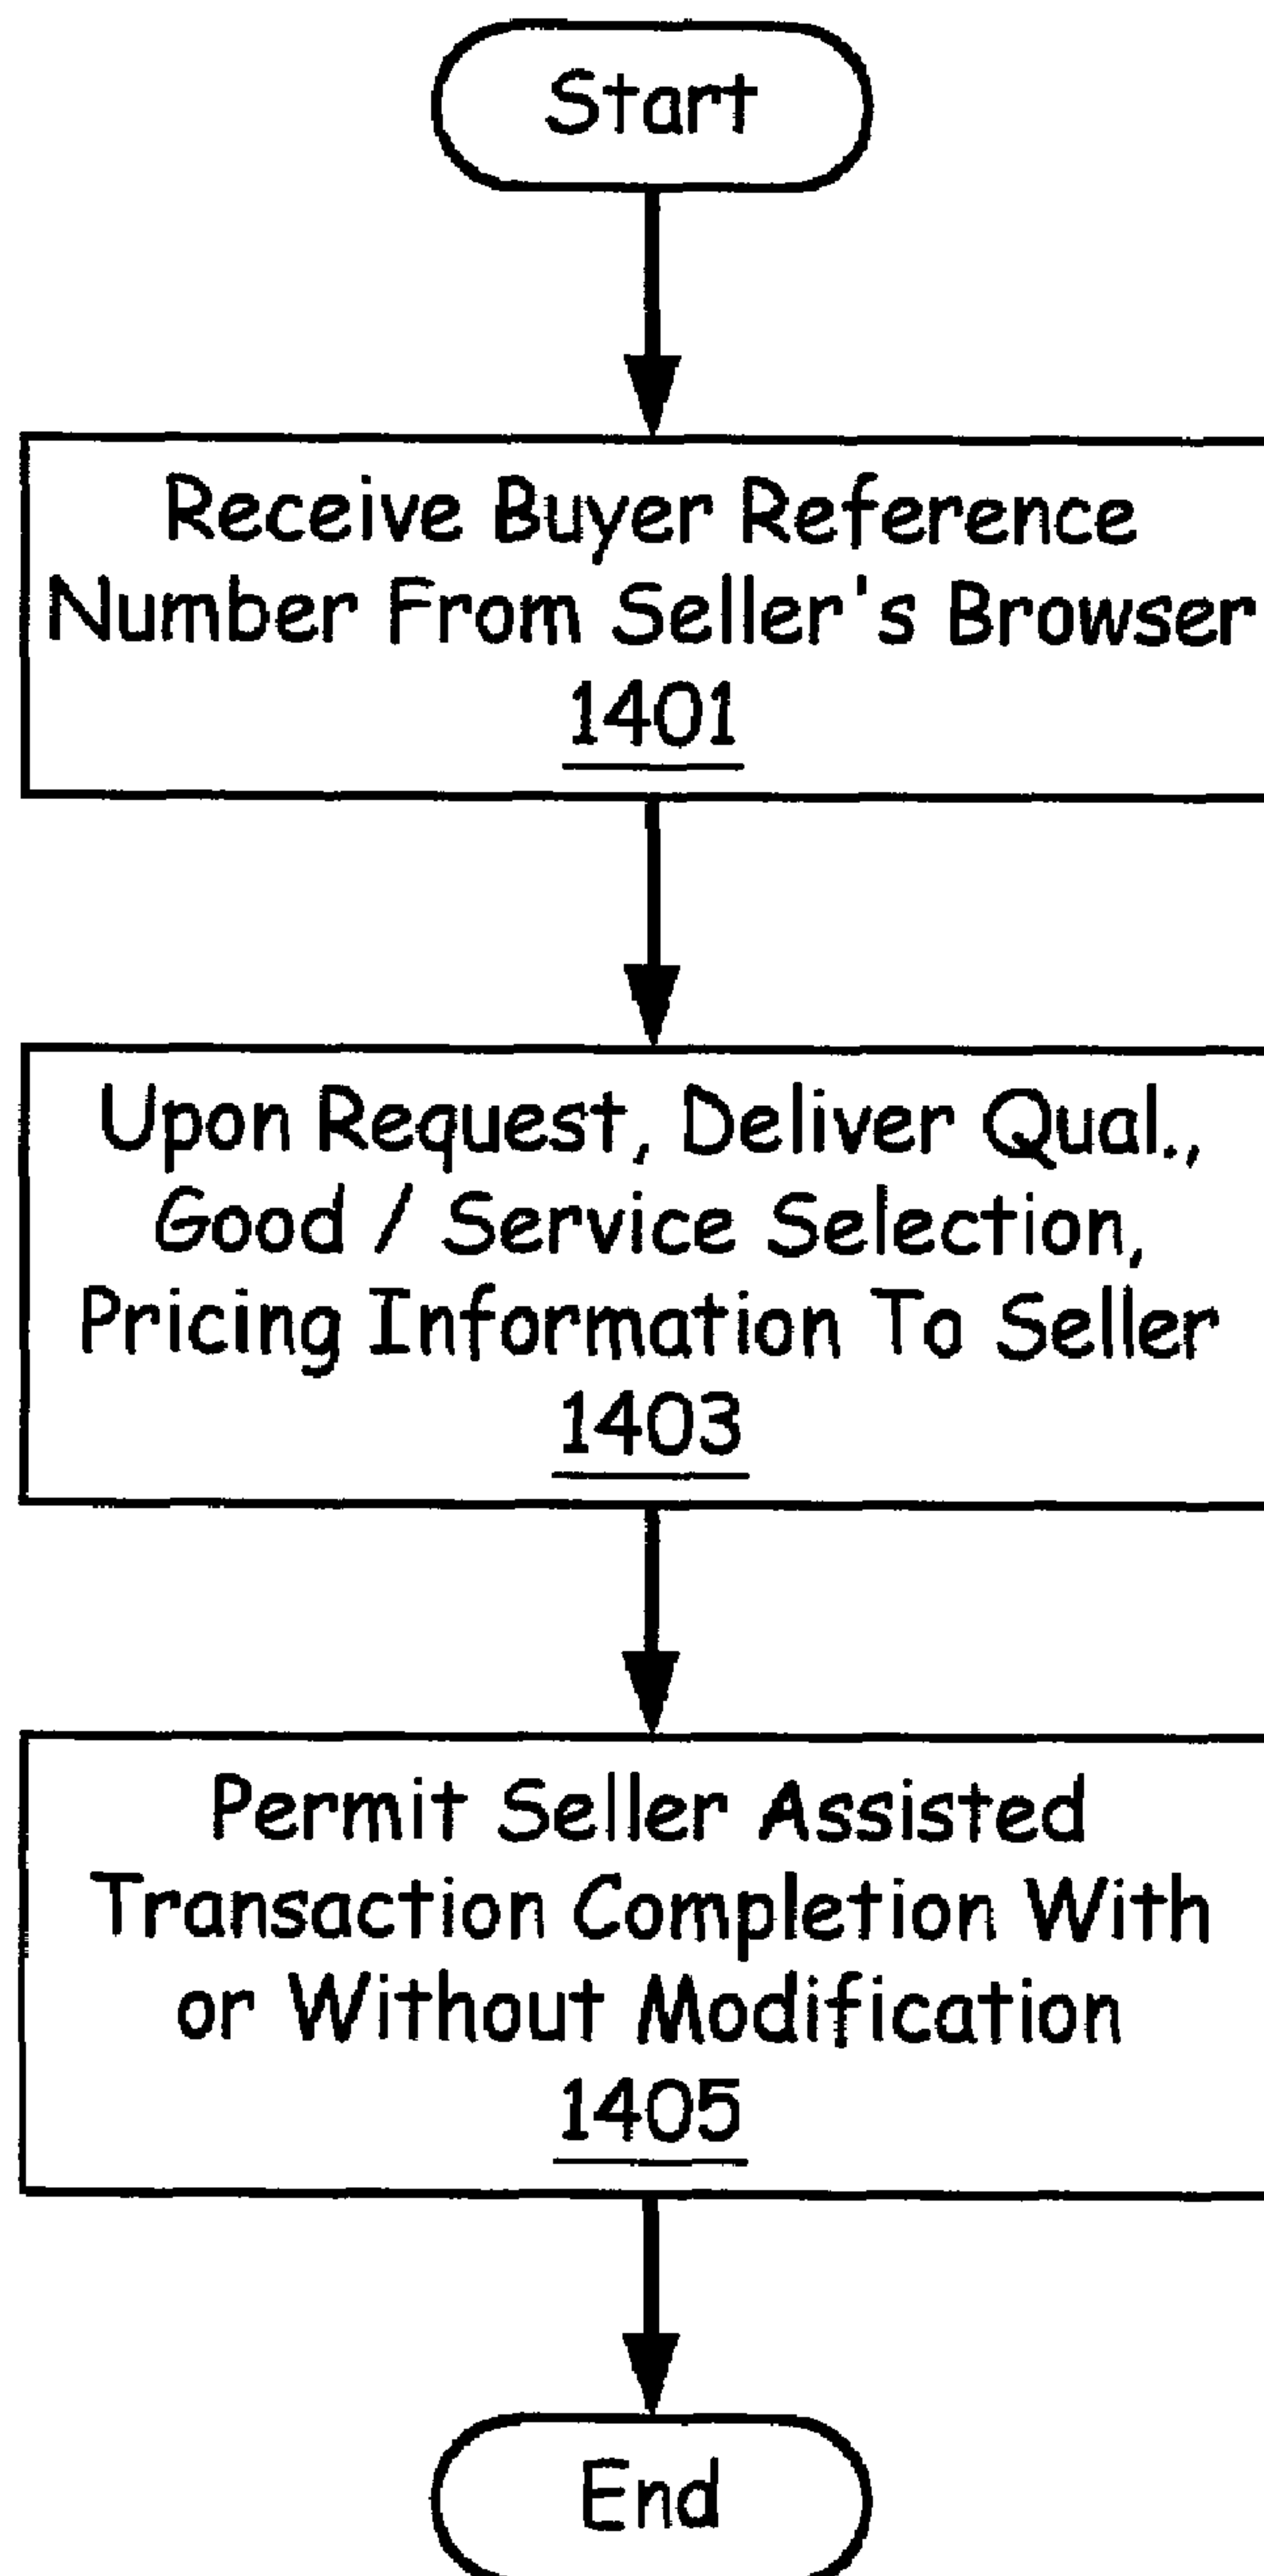 Start
Receive Buyer Reference
Number From Seller's Browser
1401
Upon Request, Deliver Qual.,
Good / Service Selection,
Pricing Information To Seller
1403
Permit Seller Assisted
Transaction Completion With
or Without Modification
1405
End